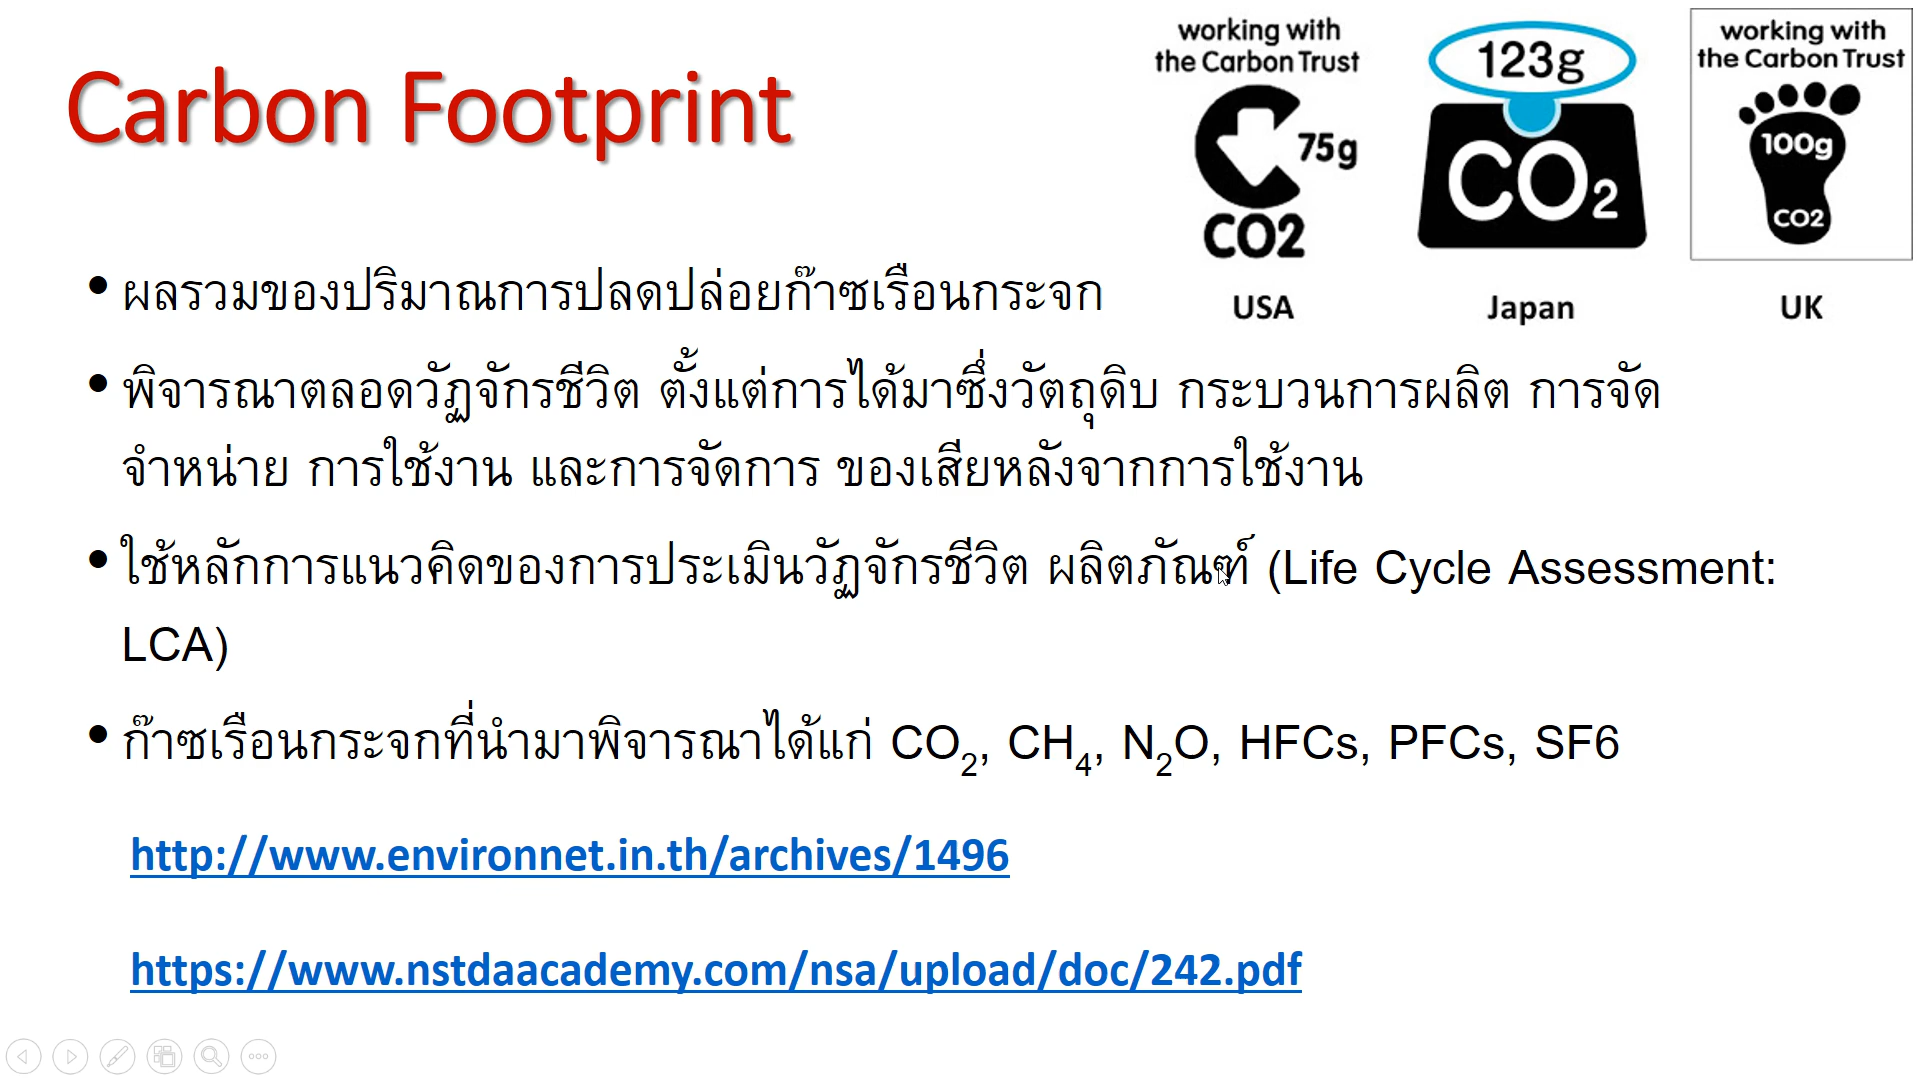 Carbon Footprint
working with
the Carbon Trust
75g
CO2
USA
123g
CO₂
Japan
working with
the Carbon Trust
100g
CO2
UK
• ผลรวมของปริมาณการปลดปล่อยก๊าซเรือนกระจก
• พิจารณาตลอดวัฏจักรชีวิต ตั้งแต่การได้มาซึ่งวัตถุดิบ กระบวนการผลิต การจัด
จำหน่าย การใช้งาน และการจัดการ ของเสียหลังจากการใช้งาน
• ใช้หลักการแนวคิดของการประเมินวัฏจักรชีวิต ผลิตภัณฑ์ (Life Cycle Assessment:
LCA)
• ก๊าซเรือนกระจกที่นำมาพิจารณาได้แก่ CO₂, CH₄, N₂O, HFCs, PFCs, SF6
http://www.environnet.in.th/archives/1496
https://www.nstdaacademy.com/nsa/upload/doc/242.pdf